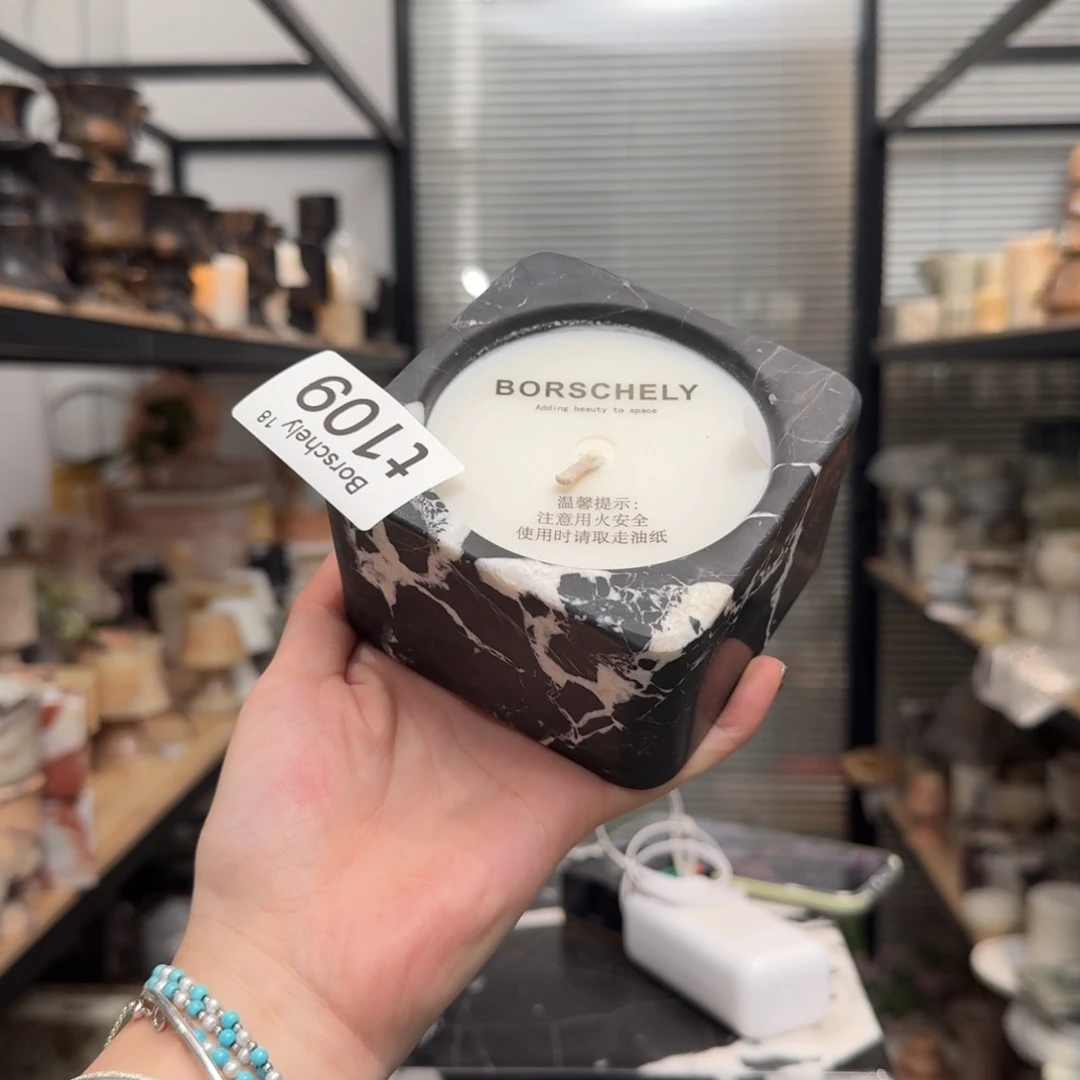 BORSCHELY
Adding beauty to space
温馨提示:
注意用火安全
使用时请取走油纸
t109
Borschely 18